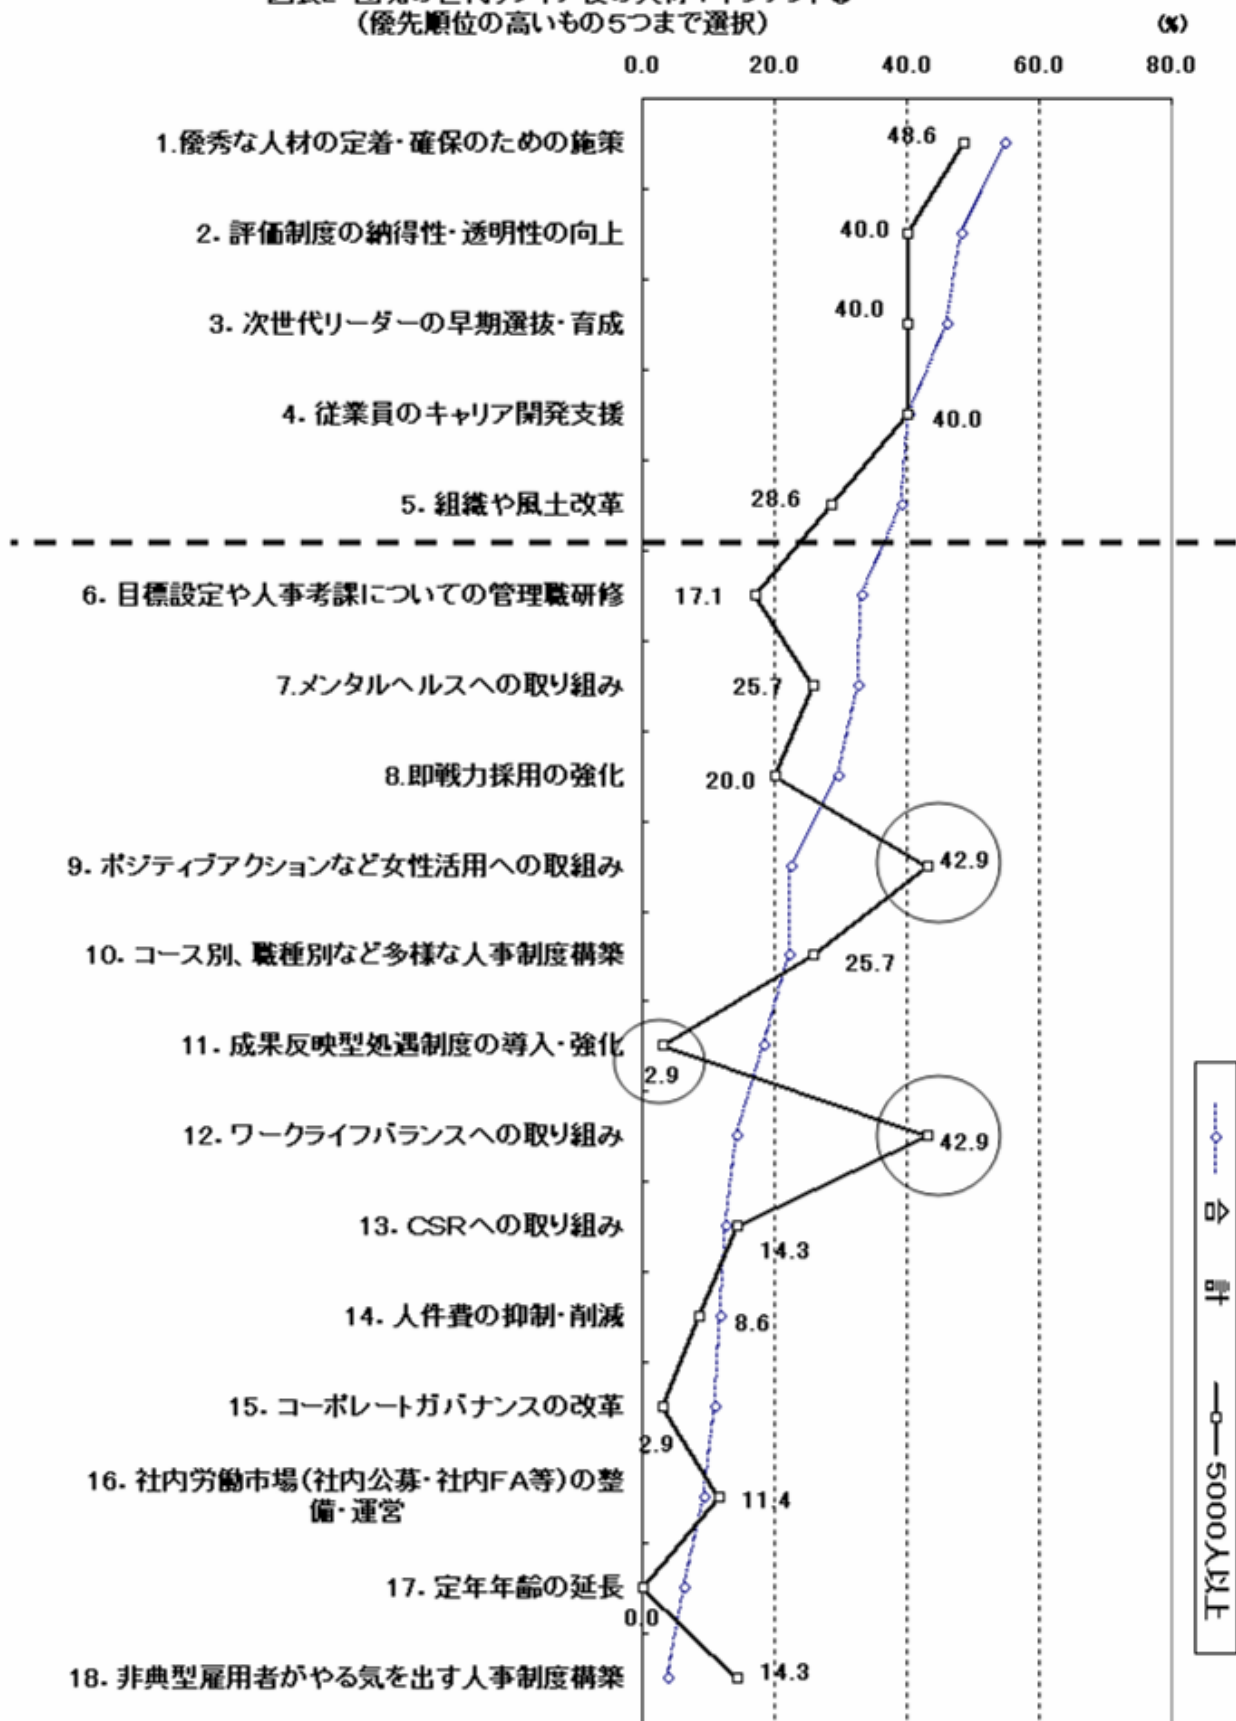 (優先順位の高いもの5つまで選択)
(%)
0.0 20.0 40.0 60.0 80.0
1.優秀な人材の定着・確保のための施策
48.6
2. 評価制度の納得性・透明性の向上
40.0
3. 次世代リーダーの早期選抜・育成
40.0
4. 従業員のキャリア開発支援
40.0
5. 組織や風土改革
28.6
6. 目標設定や人事考課についての管理職研修
17.1
7.メンタルヘルスへの取り組み
25.7
8.即戦力採用の強化
20.0
9. ポジティブアクションなど女性活用への取組み
42.9
10. コース別、職種別など多様な人事制度構築
25.7
11. 成果反映型処遇制度の導入・強化
2.9
12. ワークライフバランスへの取り組み
42.9
13. CSRへの取り組み
14.3
14. 人件費の抑制・削減
8.6
15. コーポレートガバナンスの改革
2.9
16. 社内労働市場(社内公募・社内FA等)の整
備・運営
11.4
17. 定年年齢の延長
0.0
18. 非典型雇用者がやる気を出す人事制度構築
14.3
合 計
5000人以上